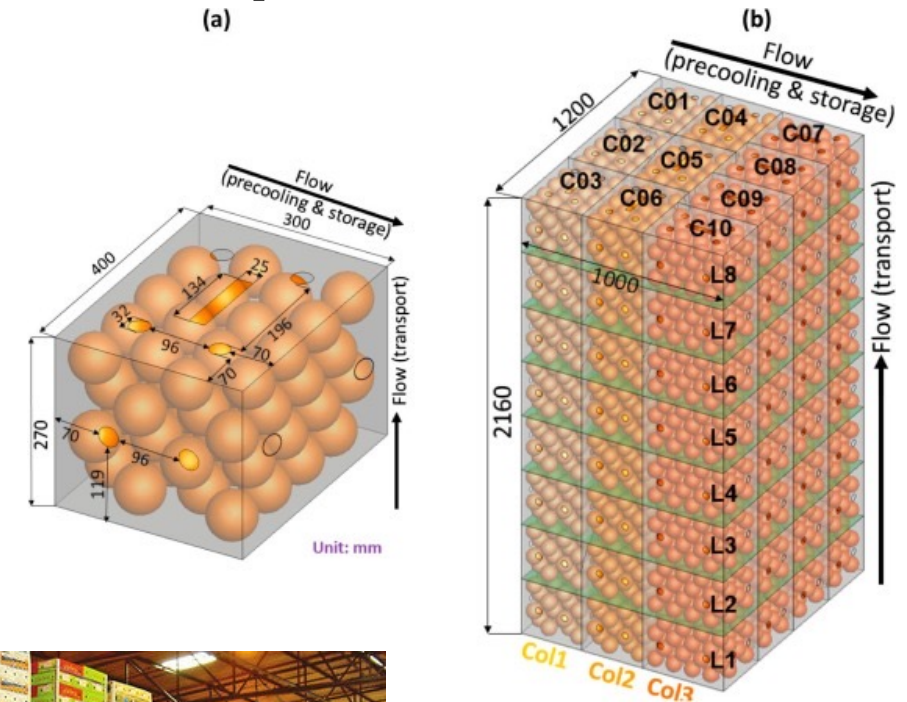 (a)
Flow
(precooling & storage)
300
400
134
25
32
96
196
70
70
270
70
96
119
Flow (transport)
Unit: mm
(b)
Flow
(precooling & storage)
1200
C01
C04
C07
C02
C05
C08
C03
C06
C09
C10
1000
2160
L8
L7
L6
L5
L4
L3
L2
L1
Flow (transport)
Col1
Col2
Col3